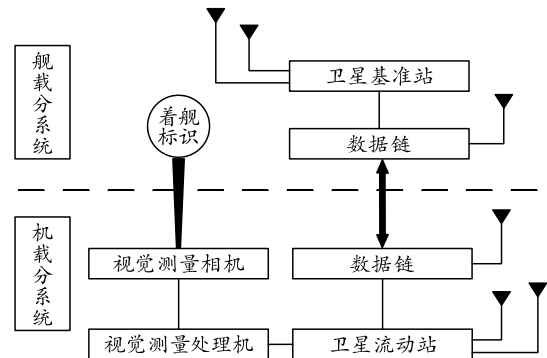 舰载分系统
卫星基准站
着舰
标识
数据链
机载分系统
视觉测量相机
数据链
视觉测量处理机
卫星流动站